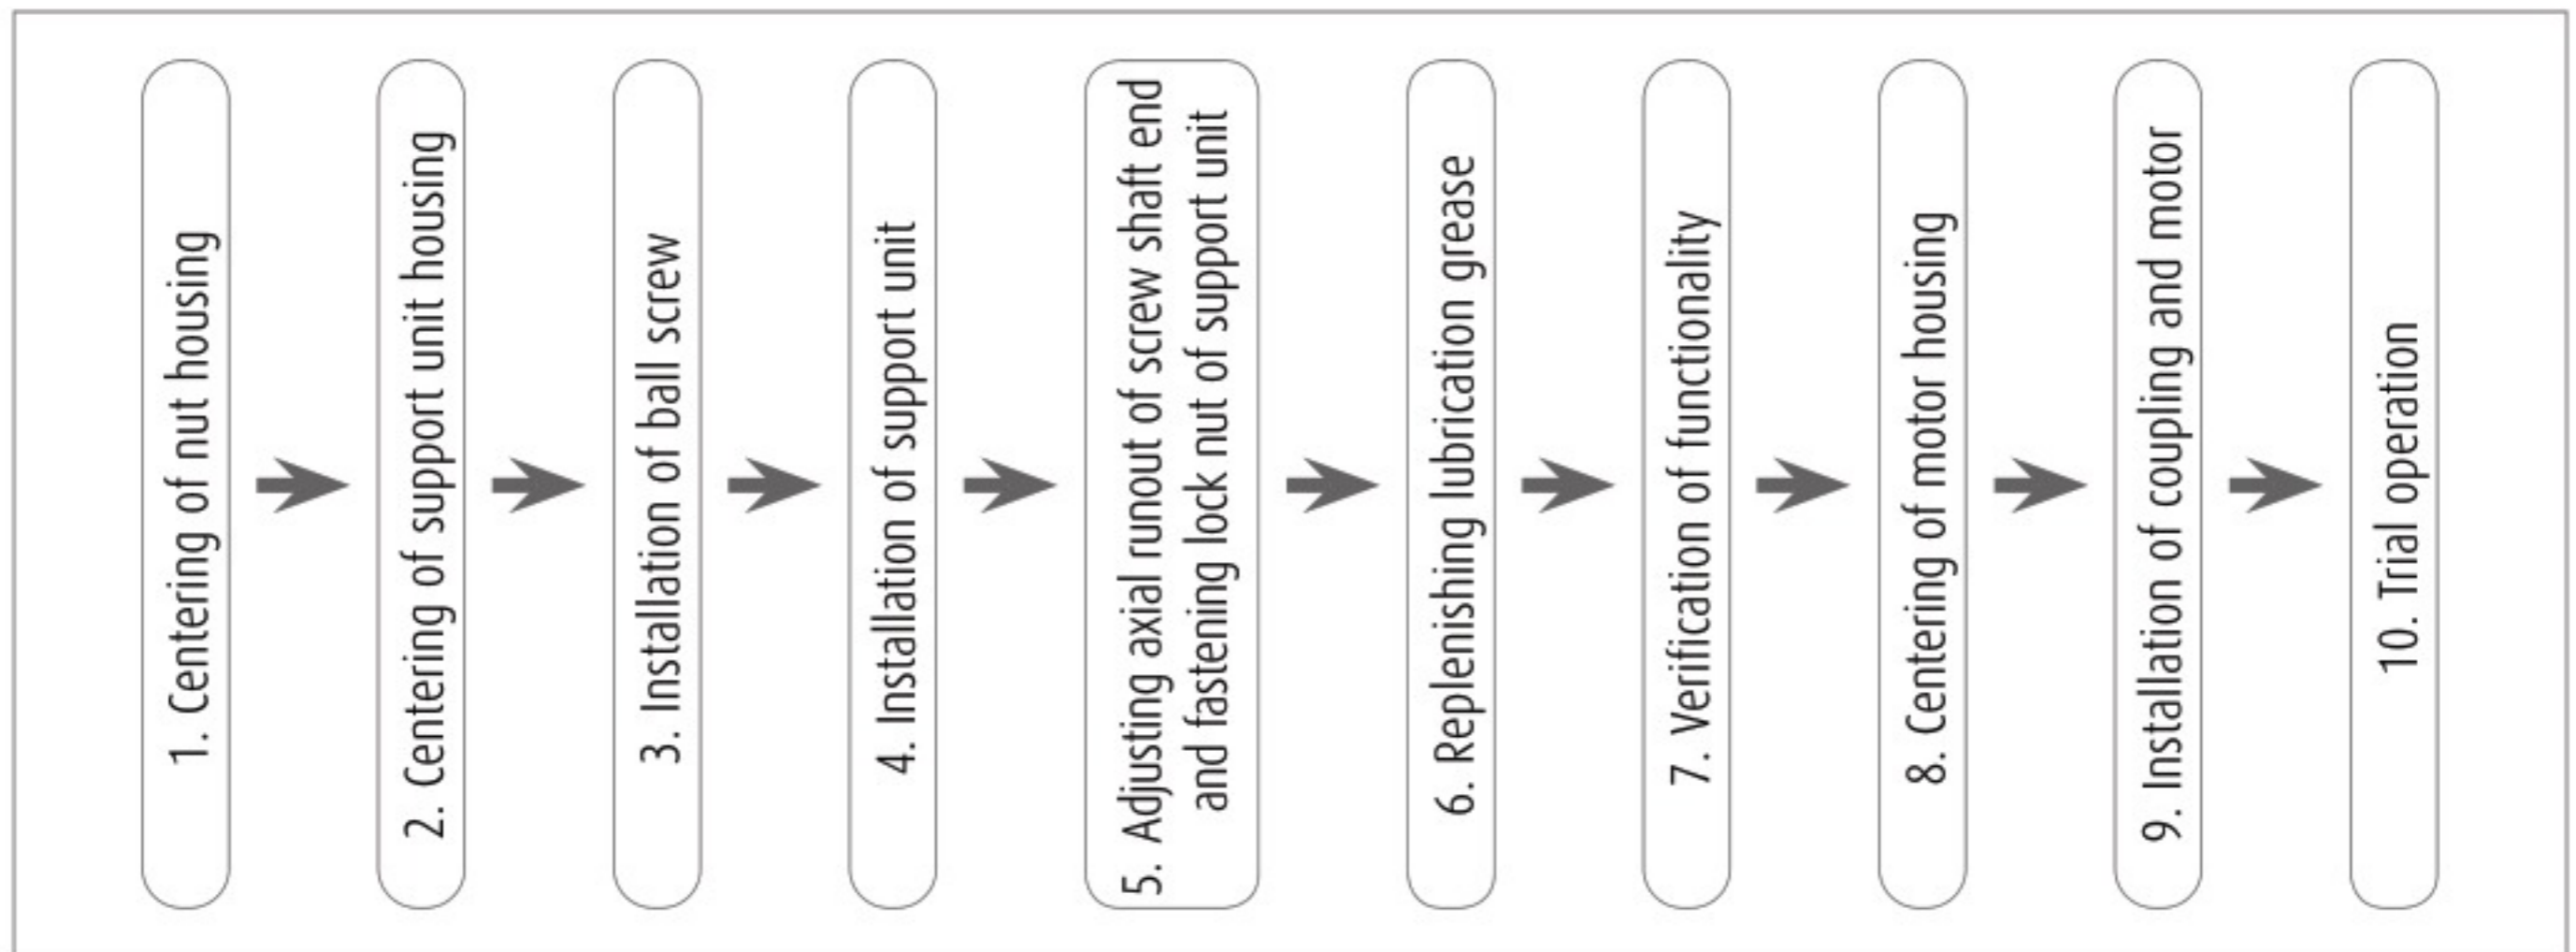 1. Centering of nut housing
2. Centering of support unit housing
3. Installation of ball screw
4. Installation of support unit
5. Adjusting axial runout of screw shaft end
and fastening lock nut of support unit
6. Replenishing lubrication grease
7. Verification of functionality
8. Centering of motor housing
9. Installation of coupling and motor
10. Trial operation